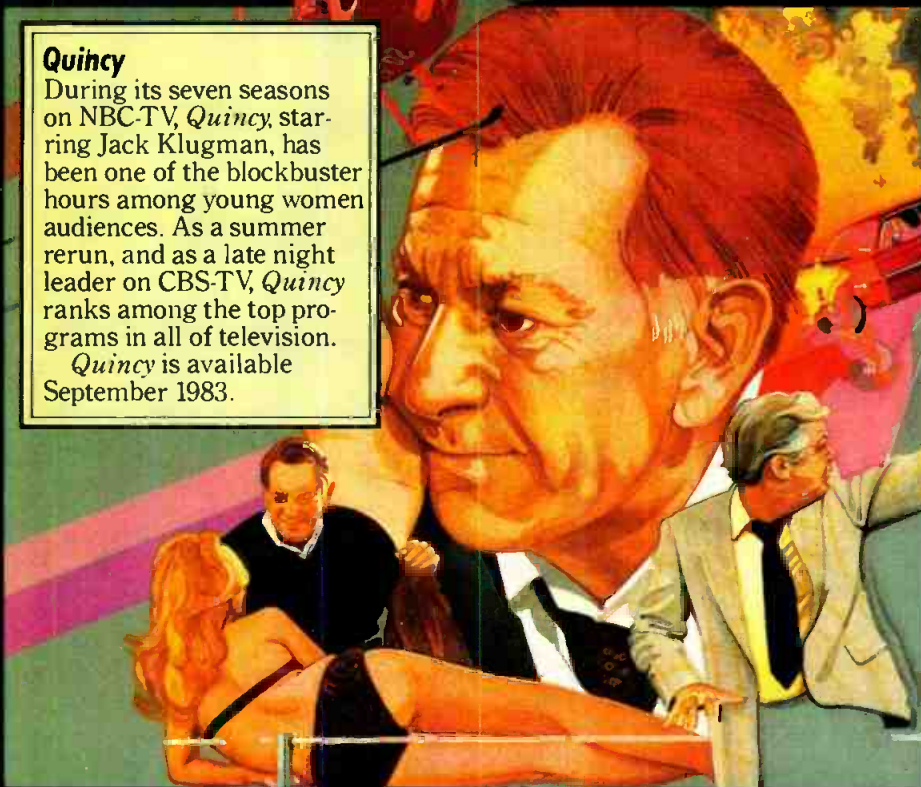 Quincy
During its seven seasons
on NBC-TV, Quincy, star-
ring Jack Klugman, has
been one of the blockbuster
hours among young women
audiences. As a summer
rerun, and as a late night
leader on CBS-TV, Quincy
ranks among the top pro-
grams in all of television.
Quincy is available
September 1983.